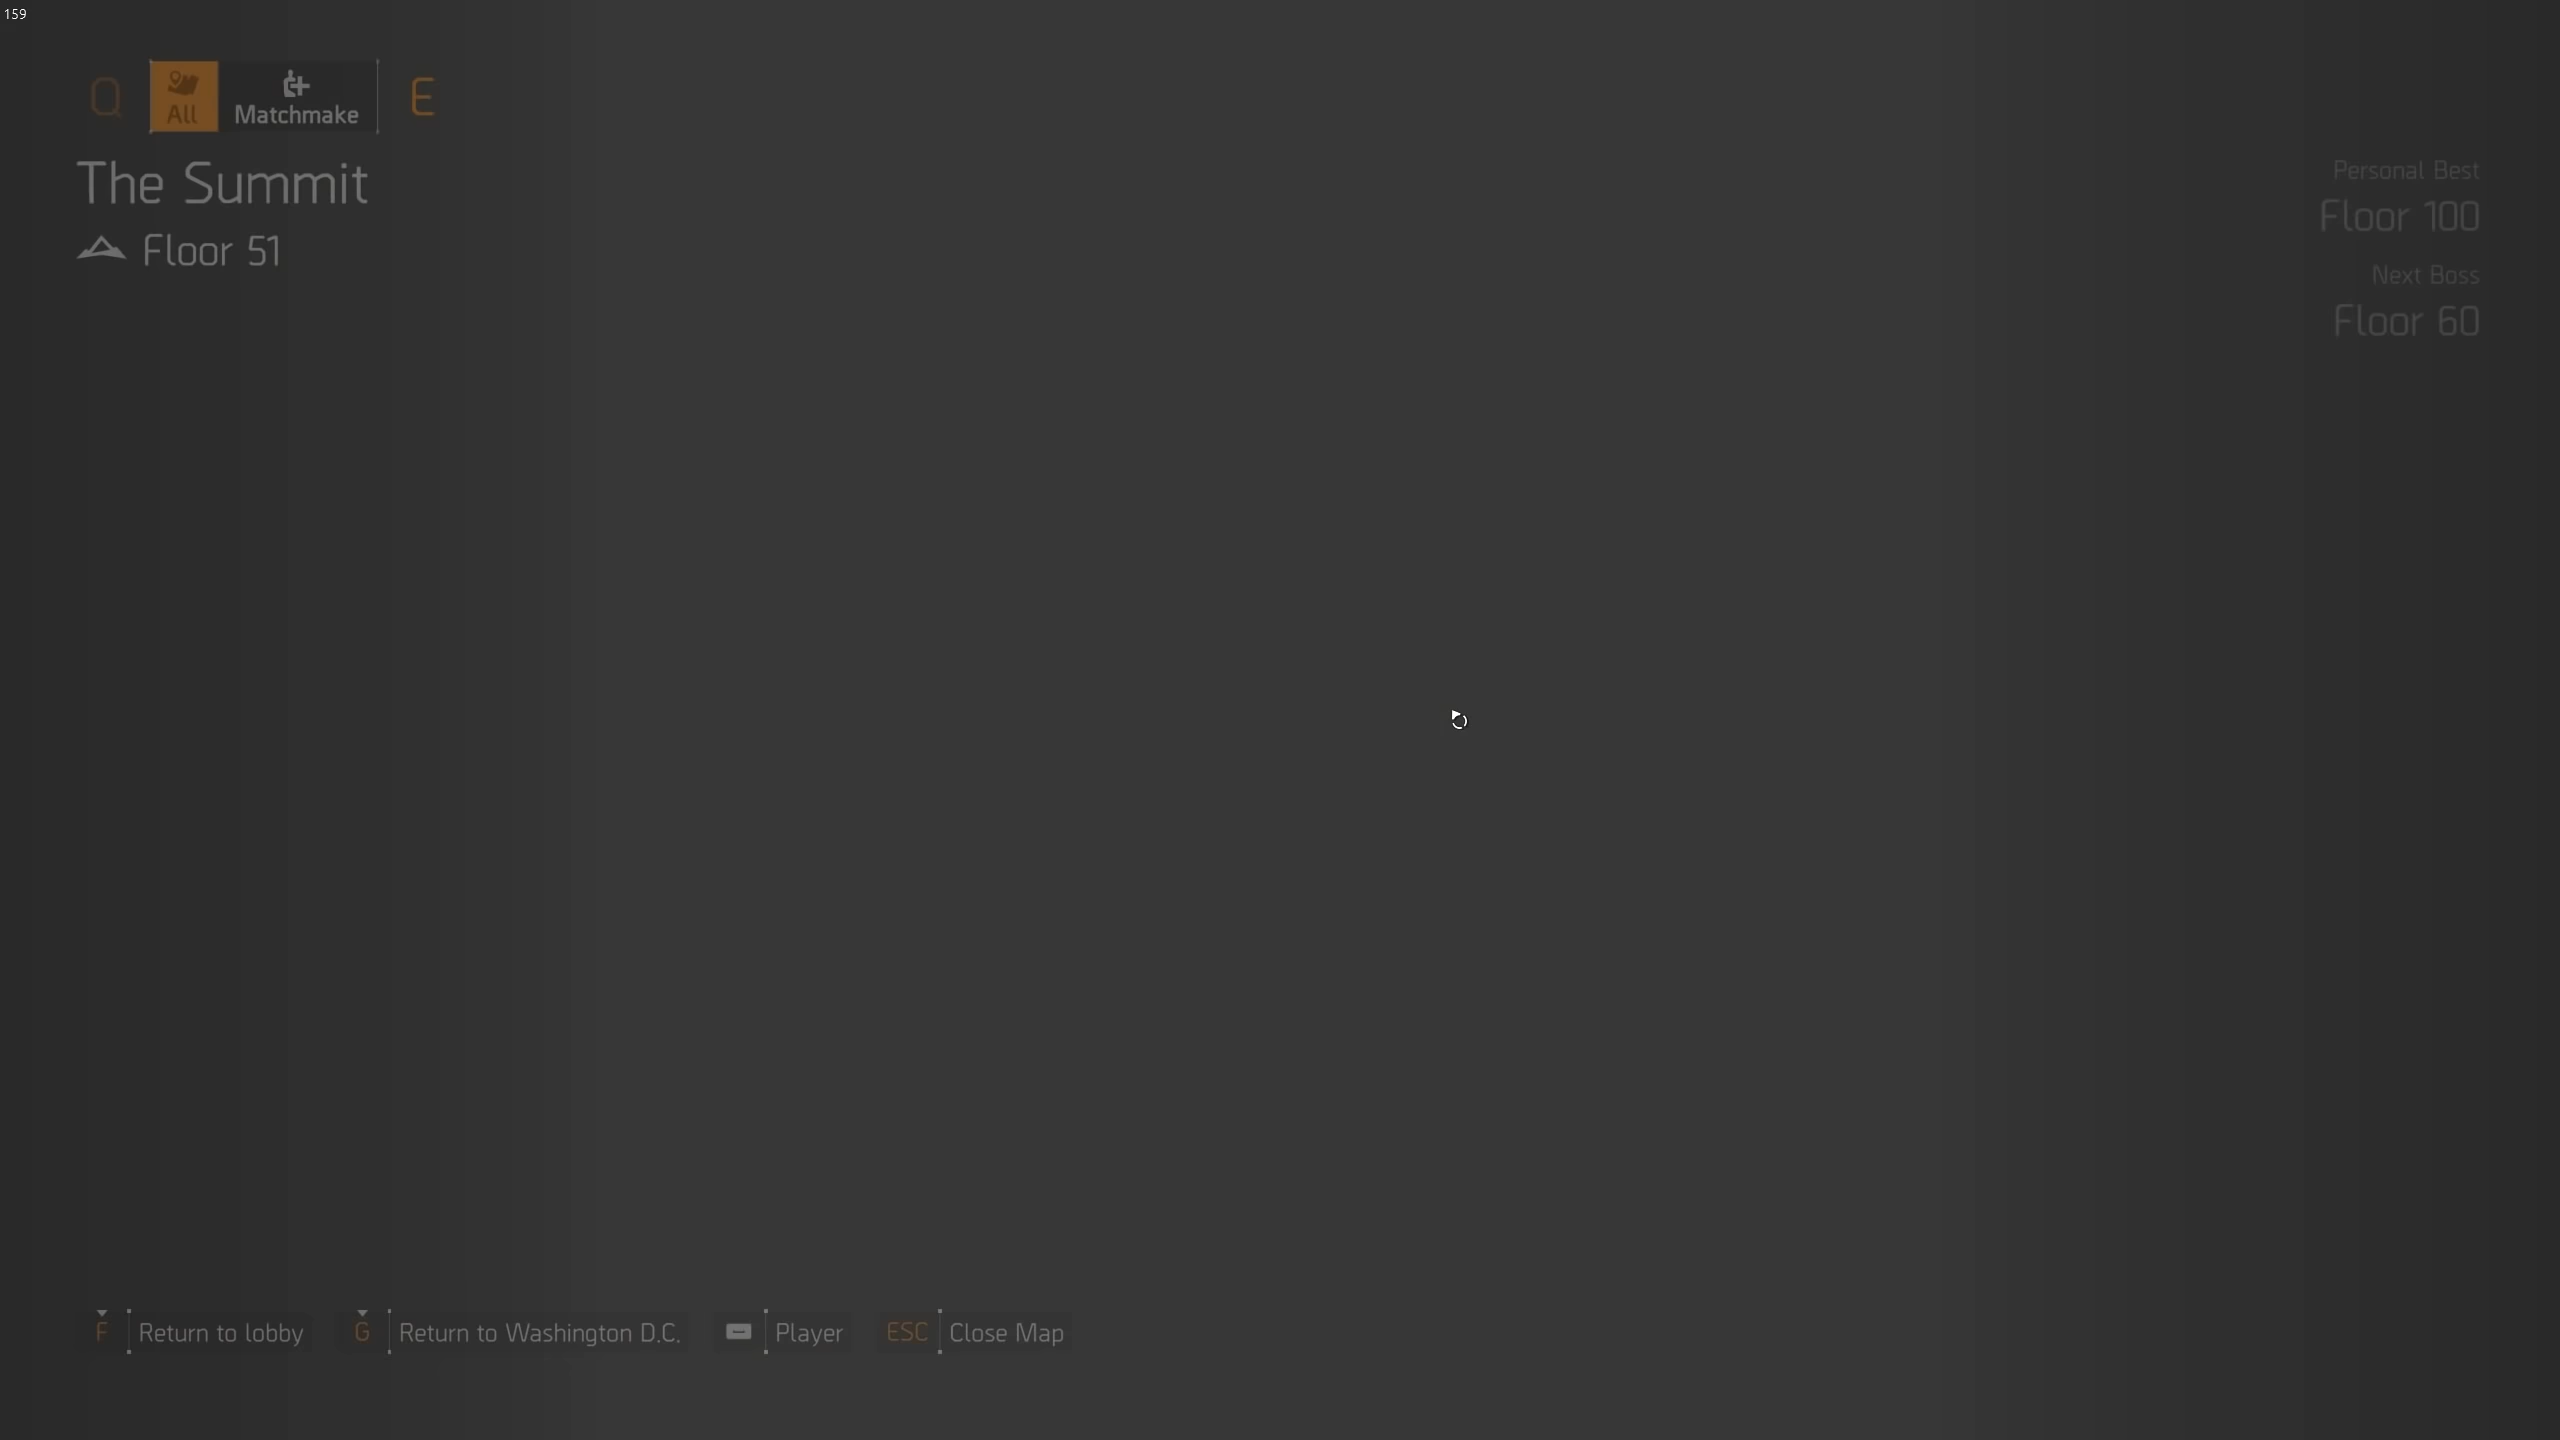 159
Q All Matchmake E
The Summit
Floor 51
Personal Best
Floor 100
Next Boss
Floor 60
F Return to lobby G Return to Washington D.C. Player ESC Close Map